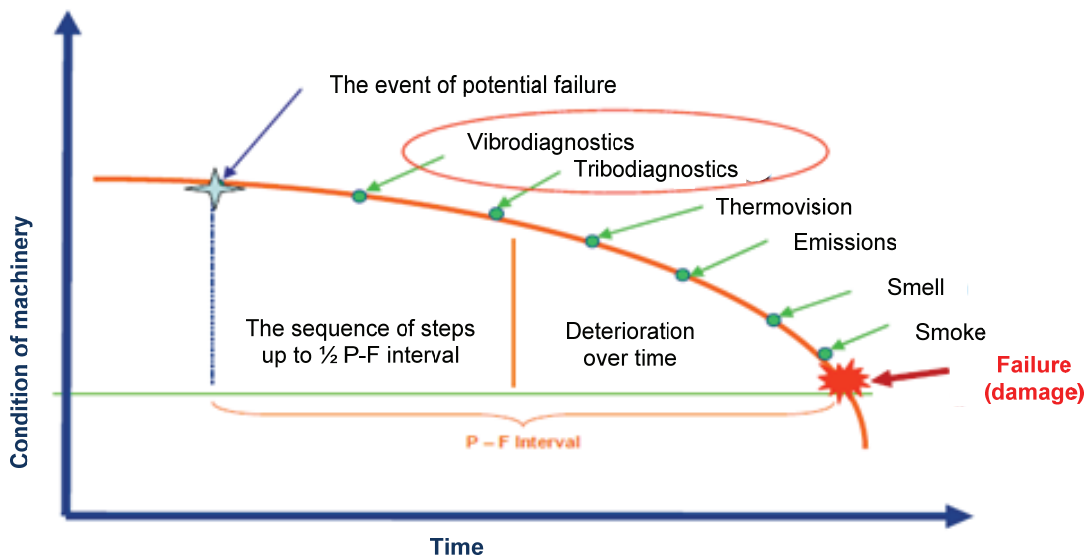 The event of potential failure
Vibrodiagnostics
Tribodiagnostics
Thermovision
Emissions
Smell
Smoke
The sequence of steps
up to ½ P-F interval
Deterioration
over time
Failure
(damage)
P – F Interval
Condition of machinery
Time